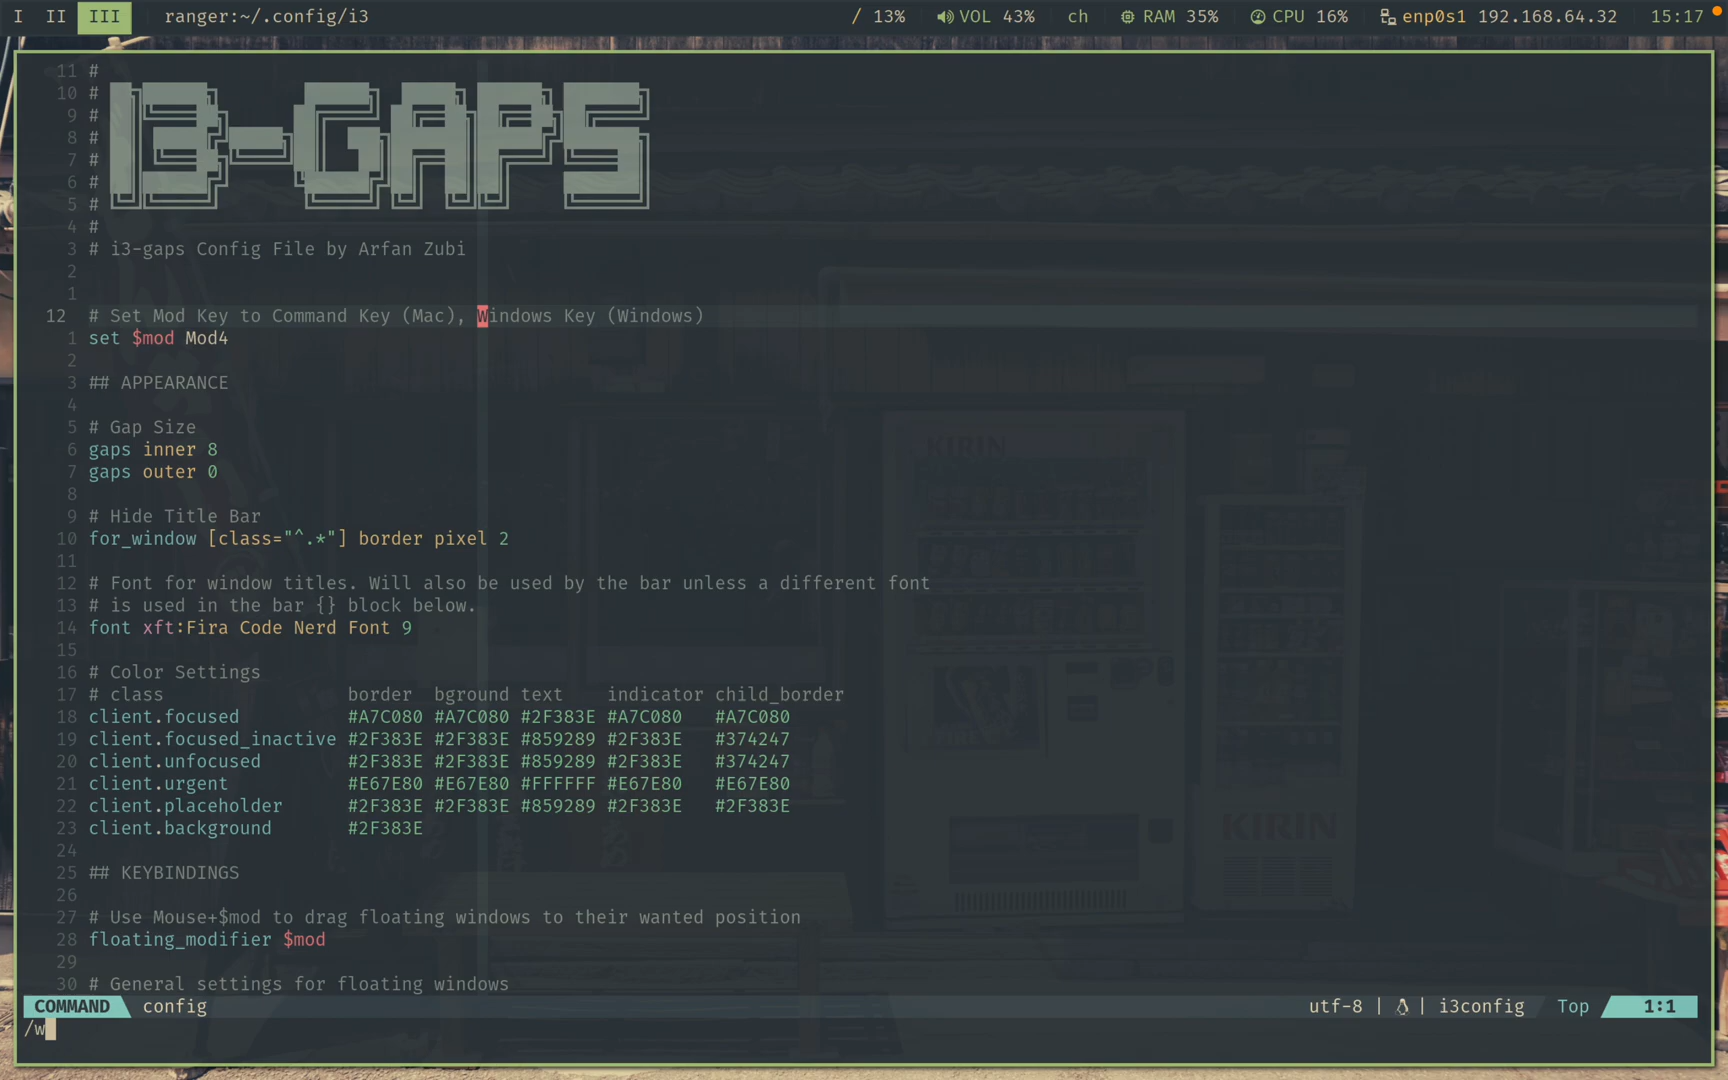 I II III ranger:~/.config/i3 / 13% VOL 43% ch RAM 35% CPU 16% enp0s1 192.168.64.32 15:17
11 #
10 #
9 #
8 # I3-GAPS
7 #
6 #
5 #
4 #
3 # i3-gaps Config File by Arfan Zubi
2
1
12 # Set Mod Key to Command Key (Mac), Windows Key (Windows)
1 set $mod Mod4
2
3 ## APPEARANCE
4
5 # Gap Size
6 gaps inner 8
7 gaps outer 0
8
9 # Hide Title Bar
10 for_window [class="^.*"] border pixel 2
11
12 # Font for window titles. Will also be used by the bar unless a different font
13 # is used in the bar {} block below.
14 font xft:Fira Code Nerd Font 9
15
16 # Color Settings
17 # class border bground text indicator child_border
18 client.focused #A7C080 #A7C080 #2F383E #A7C080 #A7C080
19 client.focused_inactive #2F383E #2F383E #859289 #2F383E #374247
20 client.unfocused #2F383E #2F383E #859289 #2F383E #374247
21 client.urgent #E67E80 #E67E80 #FFFFFF #E67E80 #E67E80
22 client.placeholder #2F383E #2F383E #859289 #2F383E #2F383E
23 client.background #2F383E
24
25 ## KEYBINDINGS
26
27 # Use Mouse+$mod to drag floating windows to their wanted position
28 floating_modifier $mod
29
30 # General settings for floating windows
COMMAND config utf-8 | | i3config Top 1:1
/w
KIRIN
KIRIN